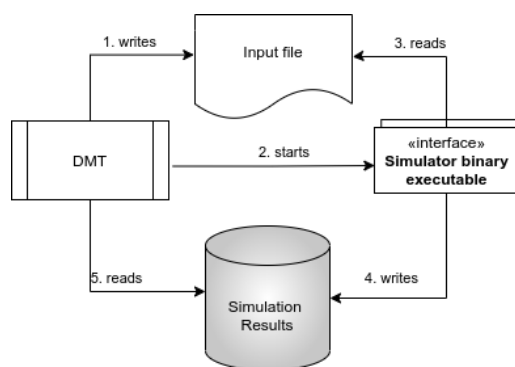 1. writes
Input file
3. reads
DMT
2. starts
«interface»
Simulator binary
executable
5. reads
Simulation
Results
4. writes